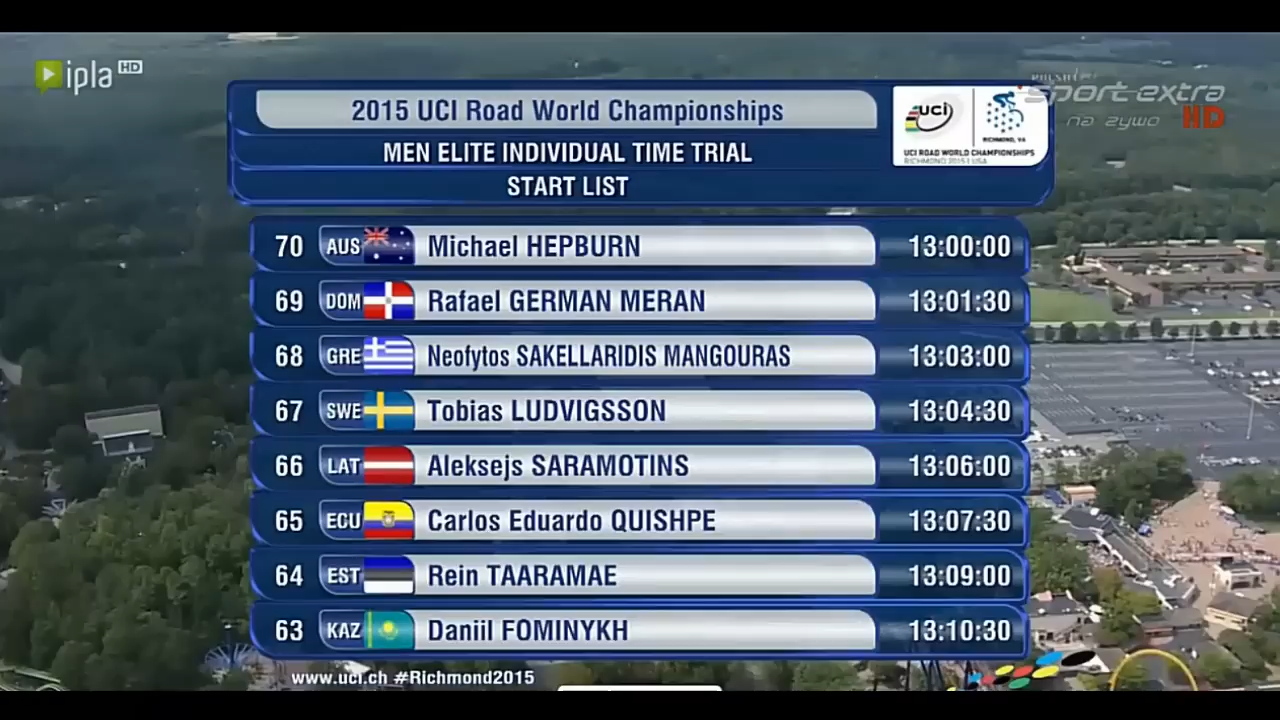 ipla HD
POLSAT
sport extra
na żywo HD
2015 UCI Road World Championships
MEN ELITE INDIVIDUAL TIME TRIAL
START LIST
UCI
RICHMOND, VA
UCI ROAD WORLD CHAMPIONSHIPS
RICHMOND 2015 | USA
70 AUS Michael HEPBURN 13:00:00
69 DOM Rafael GERMAN MERAN 13:01:30
68 GRE Neofytos SAKELLARIDIS MANGOURAS 13:03:00
67 SWE Tobias LUDVIGSSON 13:04:30
66 LAT Aleksejs SARAMOTINS 13:06:00
65 ECU Carlos Eduardo QUISHPE 13:07:30
64 EST Rein TAARAMAE 13:09:00
63 KAZ Daniil FOMINYKH 13:10:30
www.uci.ch #Richmond2015